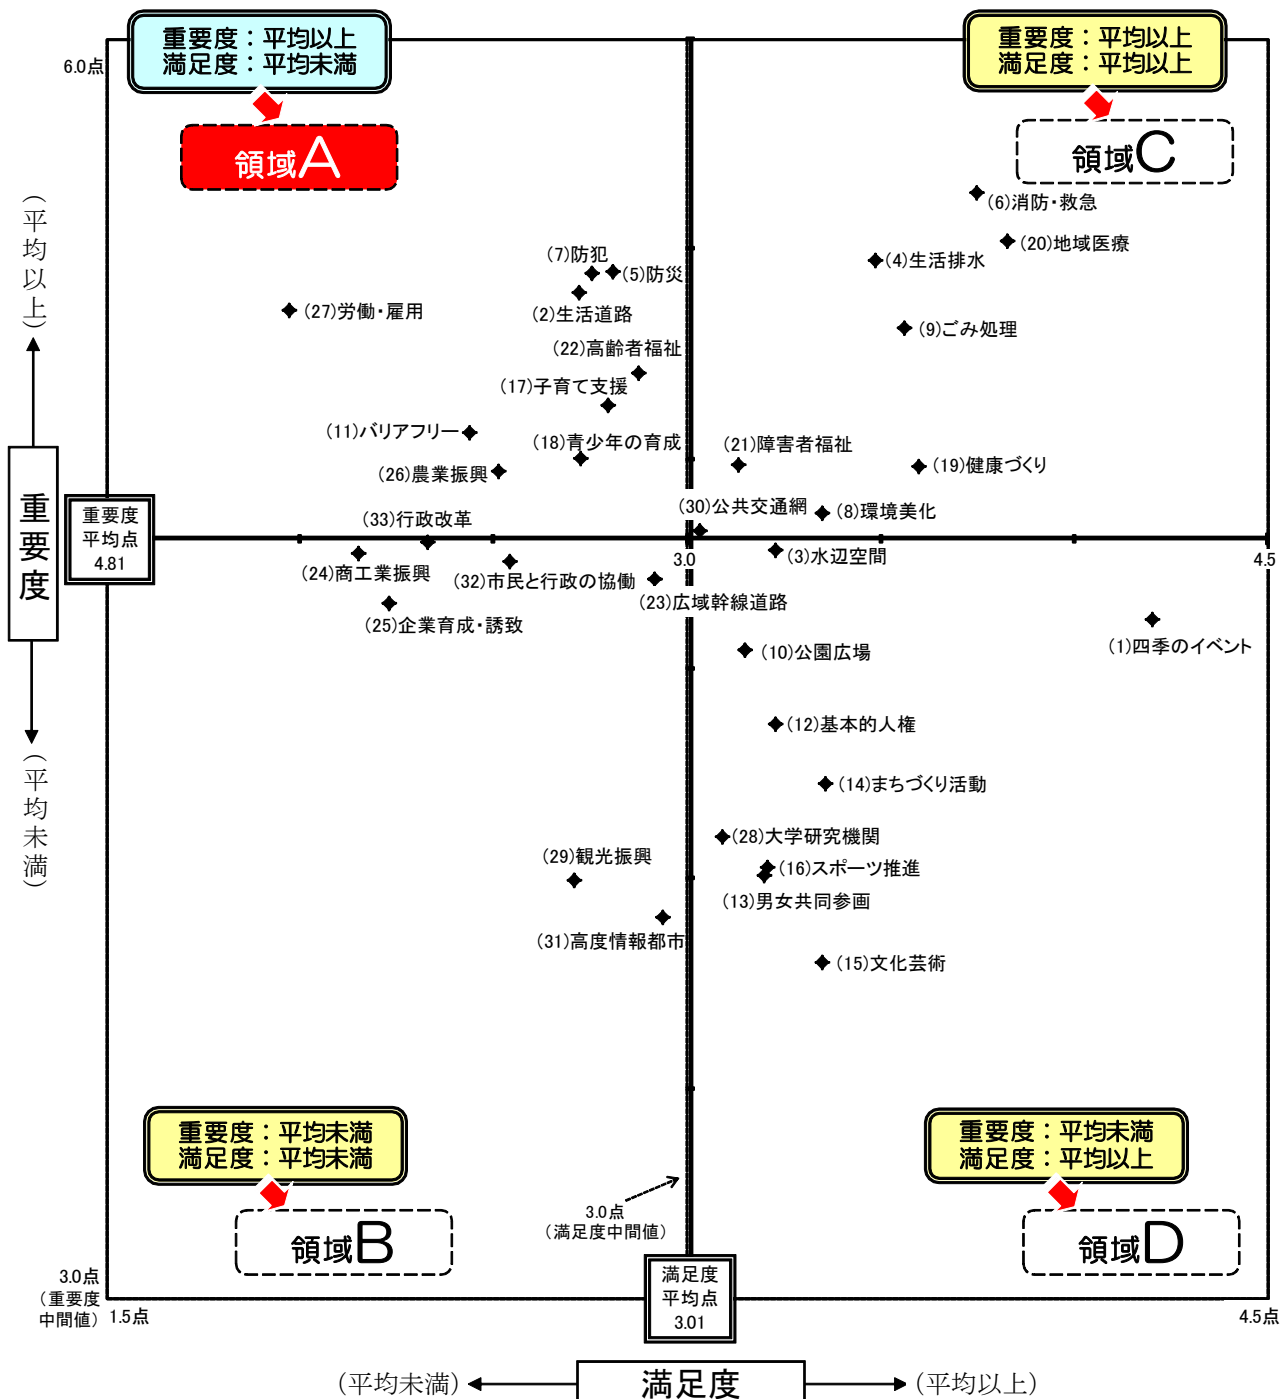 重要度：平均以上
満足度：平均未満
重要度：平均以上
満足度：平均以上
6.0点
領域A
領域C
(6)消防・救急
(20)地域医療
(7)防犯
(5)防災
(4)生活排水
(27)労働・雇用
(2)生活道路
(9)ごみ処理
(22)高齢者福祉
(17)子育て支援
(11)バリアフリー
(18)青少年の育成
(21)障害者福祉
(26)農業振興
(19)健康づくり
(30)公共交通網
(8)環境美化
(33)行政改革
(平均以上)
重要度
(平均未満)
重要度
平均点
4.81
3.0
4.5
(3)水辺空間
(24)商工業振興
(32)市民と行政の協働
(23)広域幹線道路
(25)企業育成・誘致
(1)四季のイベント
(10)公園広場
(12)基本的人権
(14)まちづくり活動
(28)大学研究機関
(29)観光振興
(16)スポーツ推進
(13)男女共同参画
(31)高度情報都市
(15)文化芸術
重要度：平均未満
満足度：平均未満
重要度：平均未満
満足度：平均以上
領域B
領域D
3.0点
(満足度中間値)
3.0点
(重要度
中間値)
1.5点
満足度
平均点
3.01
4.5点
(平均未満)
満足度
(平均以上)